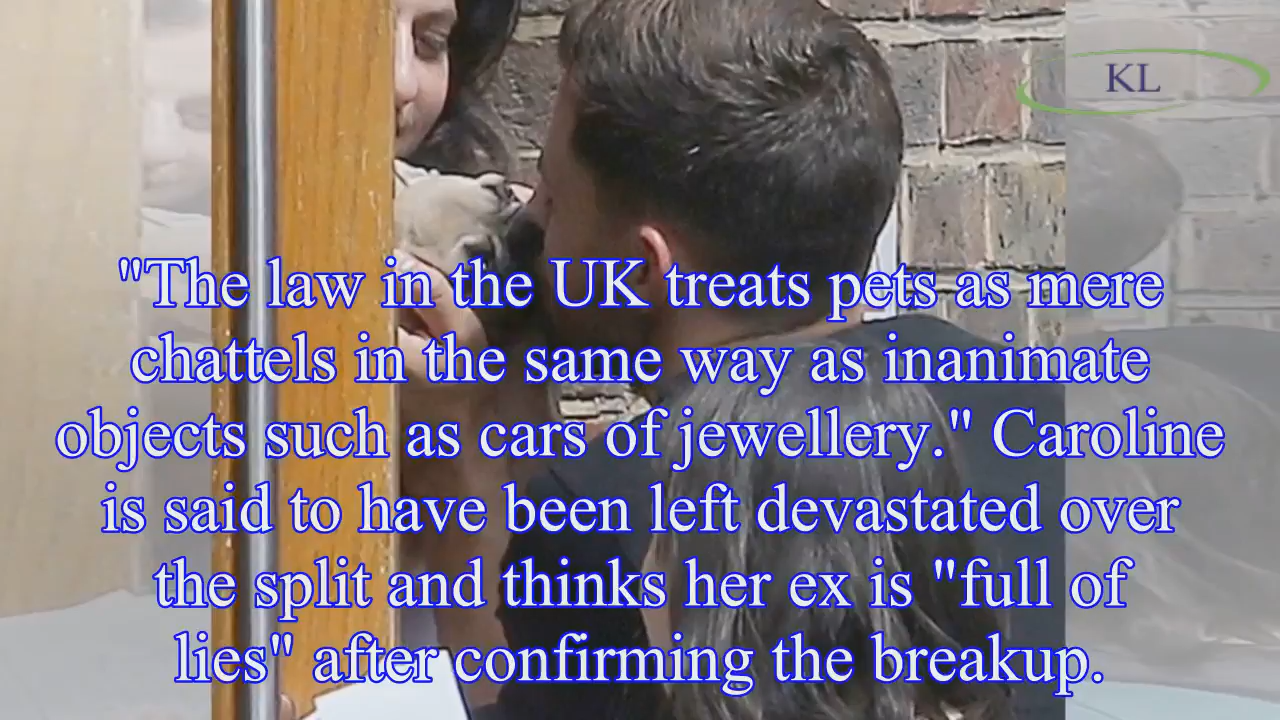 KL
"The law in the UK treats pets as mere
chattels in the same way as inanimate
objects such as cars of jewellery." Caroline
is said to have been left devastated over
the split and thinks her ex is "full of
lies" after confirming the breakup.